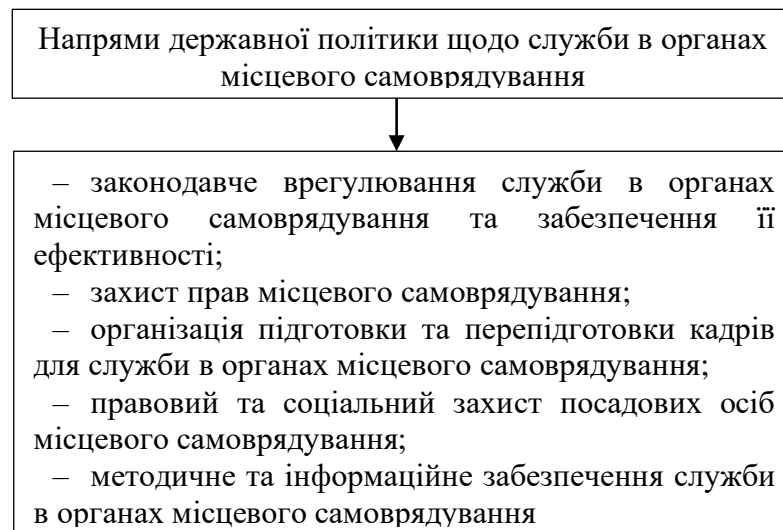 Напрями державної політики щодо служби в органах
місцевого самоврядування
– законодавче врегулювання служби в органах
місцевого самоврядування та забезпечення її
ефективності;
– захист прав місцевого самоврядування;
– організація підготовки та перепідготовки кадрів
для служби в органах місцевого самоврядування;
– правовий та соціальний захист посадових осіб
місцевого самоврядування;
– методичне та інформаційне забезпечення служби
в органах місцевого самоврядування